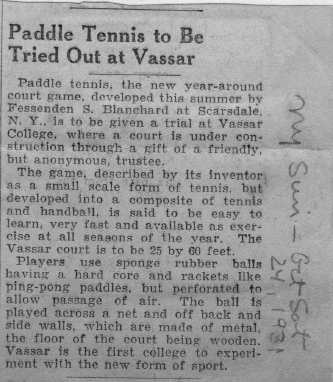 Paddle Tennis to Be
Tried Out at Vassar
Paddle tennis, the new year-around
court game, developed this summer by
Fessenden S. Blanchard at Scarsdale,
N. Y., is to be given a trial at Vassar
College, where a court is under con-
struction through a gift of a friendly,
but anonymous, trustee.
The game, described by its inventor
as a small scale form of tennis, but
developed into a composite of tennis
and handball, is said to be easy to
learn, very fast and available as exer-
cise at all seasons of the year. The
Vassar court is to be 25 by 60 feet.
Players use sponge rubber balls
having a hard core and rackets like
ping-pong paddles, but perforated to
allow passage of air. The ball is
played across a net and off back and
side walls, which are made of metal,
the floor of the court being wooden.
Vassar is the first college to experi-
ment with the new form of sport.
NY Sun - Oct Sat
24, 1931